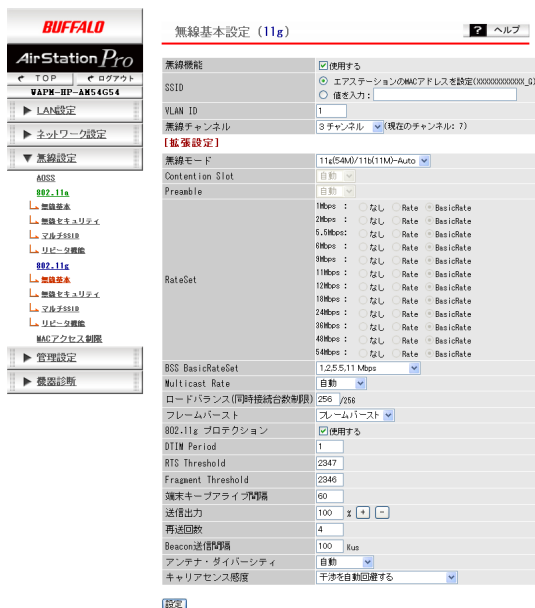 BUFFALO
AirStation Pro
TOP ログアウト
WAPM-HP-AM54G54
▶ LAN設定
▶ ネットワーク設定
▼ 無線設定
AOSS
802.11a
無線基本
無線セキュリティ
マルチSSID
リピータ機能
802.11g
無線基本
無線セキュリティ
マルチSSID
リピータ機能
MACアクセス制限
▶ 管理設定
▶ 機器診断
無線基本設定 (11g)
? ヘルプ
無線機能 使用する
SSID エアステーションのMACアドレスを設定(XXXXXXXXXXXX_G)
値を入力:
VLAN ID 1
無線チャンネル 3 チャンネル (現在のチャンネル: 7)
[拡張設定]
無線モード 11g(54M)/11b(11M)-Auto
Contention Slot 自動
Preamble 自動
RateSet
1Mbps : なし Rate BasicRate
2Mbps : なし Rate BasicRate
5.5Mbps: なし Rate BasicRate
6Mbps : なし Rate BasicRate
9Mbps : なし Rate BasicRate
11Mbps : なし Rate BasicRate
12Mbps : なし Rate BasicRate
18Mbps : なし Rate BasicRate
24Mbps : なし Rate BasicRate
36Mbps : なし Rate BasicRate
48Mbps : なし Rate BasicRate
54Mbps : なし Rate BasicRate
BSS BasicRateSet 1,2,5.5,11 Mbps
Multicast Rate 自動
ロードバランス(同時接続台数制限) 256 /256
フレームバースト フレームバースト
802.11g プロテクション 使用する
DTIM Period 1
RTS Threshold 2347
Fragment Threshold 2346
端末キープアライブ間隔 60
送信出力 100 % + -
再送回数 4
Beacon送信間隔 100 Kus
アンテナ・ダイバーシティ 自動
キャリアセンス感度 干渉を自動回避する
設定